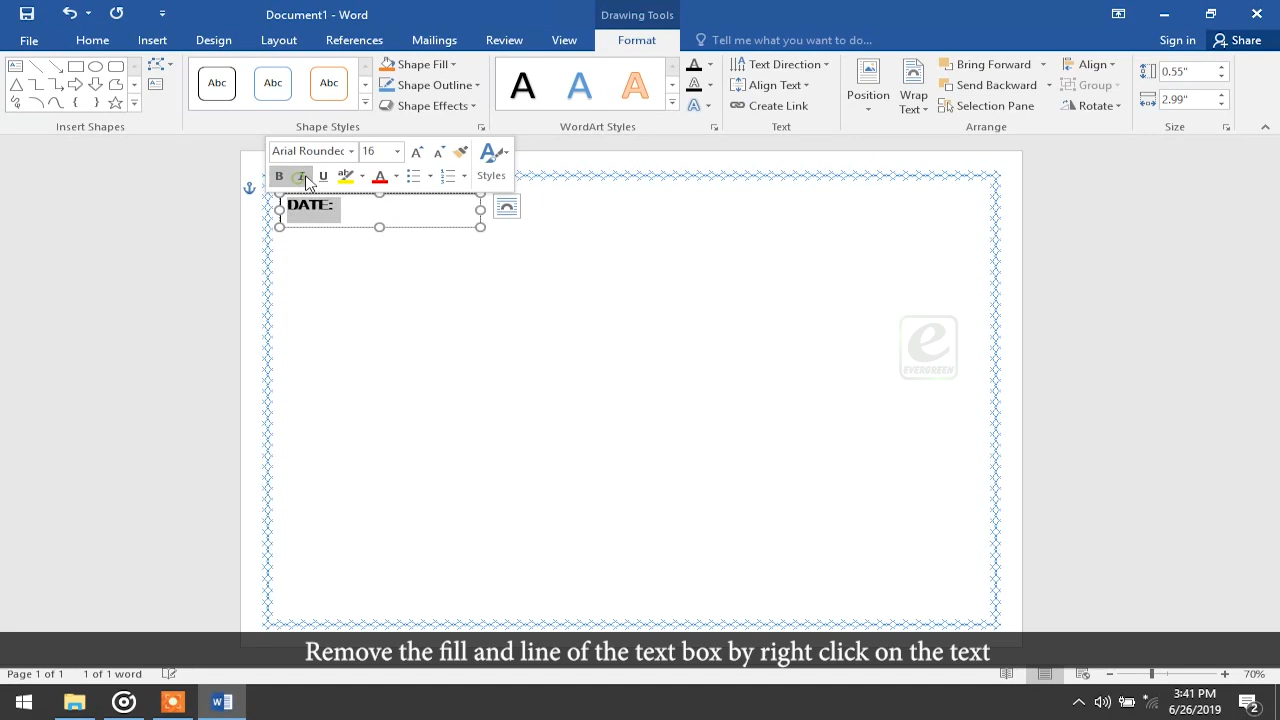 Document1 - Word
Drawing Tools
File
Home
Insert
Design
Layout
References
Mailings
Review
View
Format
Tell me what you want to do...
Sign in
Share
Abc
Abc
Abc
Shape Fill
Shape Outline
Shape Effects
A
A
A
Text Direction
Align Text
Create Link
Position
Wrap Text
Bring Forward
Send Backward
Selection Pane
Align
Group
Rotate
0.55"
2.99"
Insert Shapes
Shape Styles
WordArt Styles
Text
Arrange
Size
Arial Rounded
16
B
I
U
ab
A
Styles
DATE:
e
EVERGREEN
Remove the fill and line of the text box by right click on the text
Page 1 of 1
1 of 1 word
70%
3:41 PM
6/26/2019
2